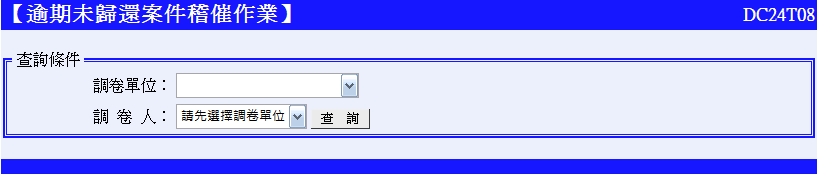 【逾期未歸還案件稽催作業】 DC24T08
查詢條件
調卷單位：
調 卷 人： 請先選擇調卷單位 查 詢